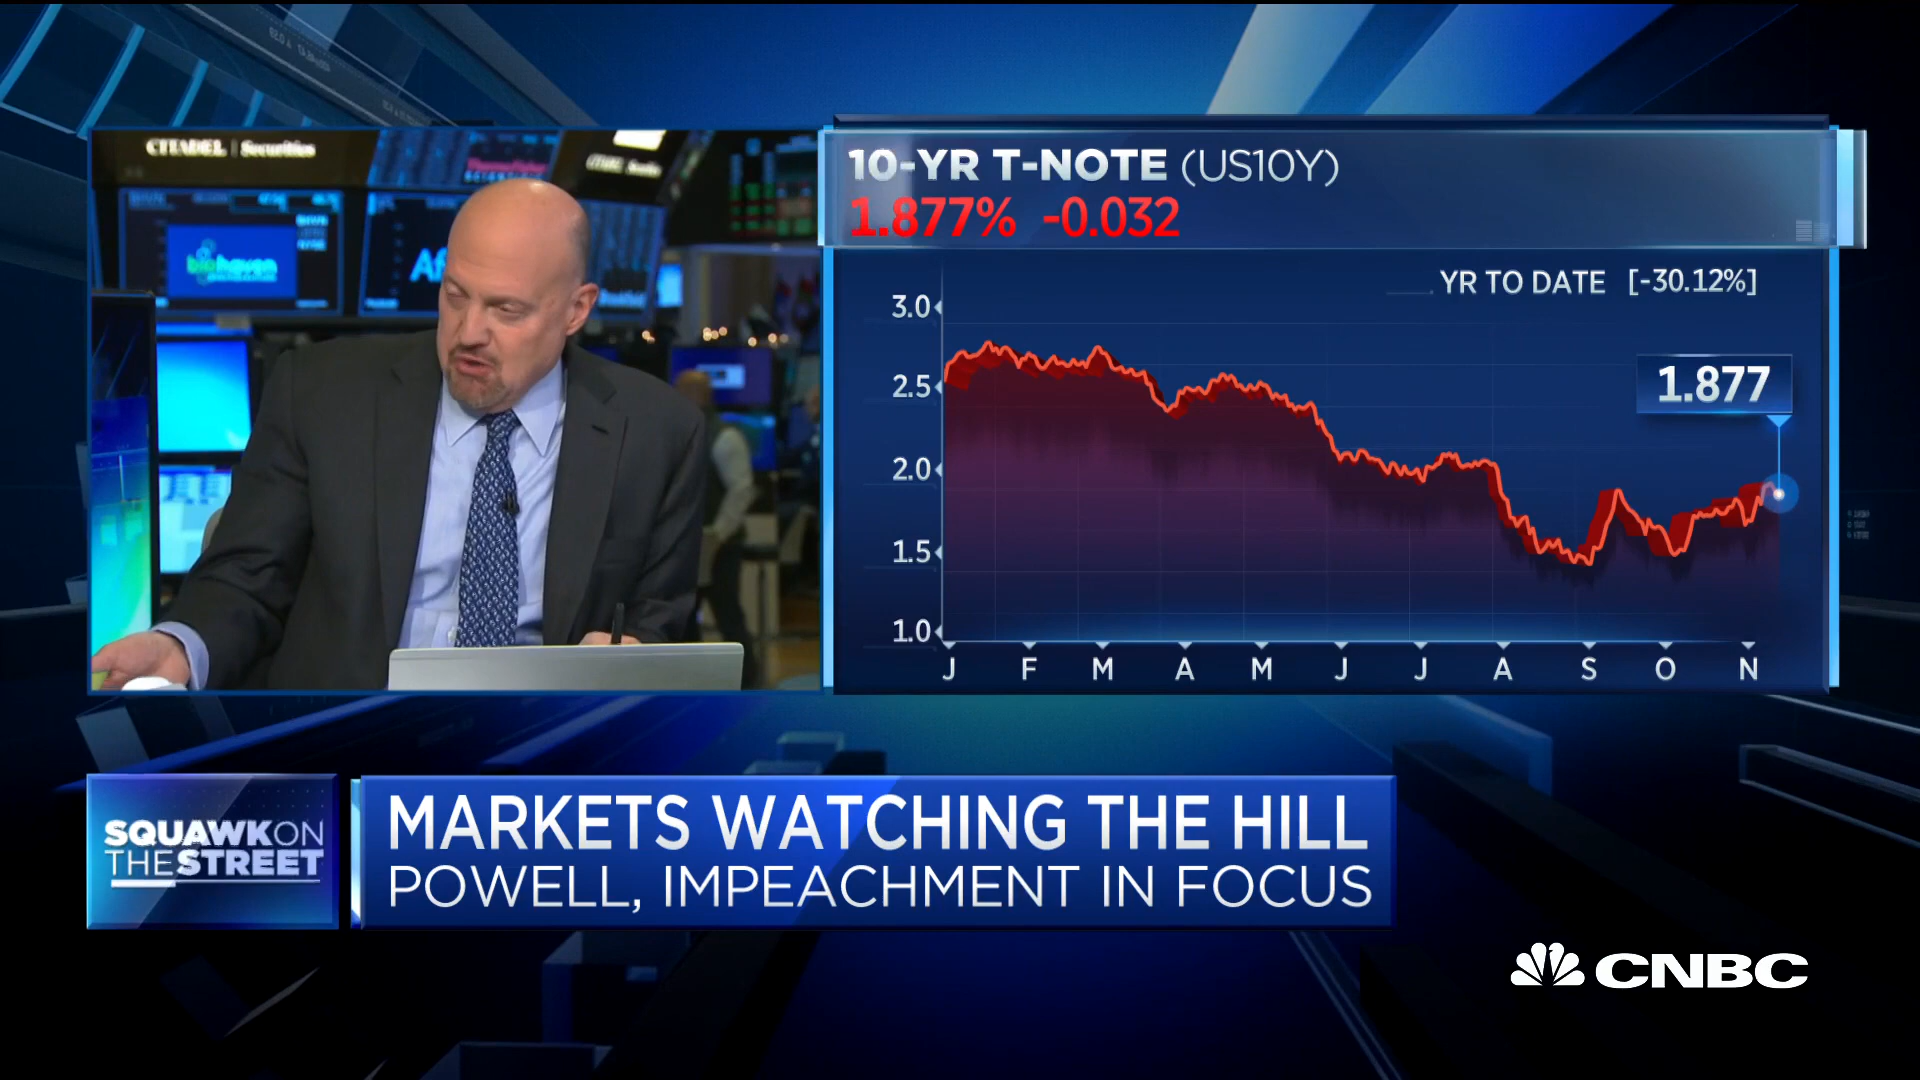 CITADEL | Securities
biohaven
Af
10-YR T-NOTE (US10Y)
1.877% -0.032
YR TO DATE [-30.12%]
3.0
2.5
2.0
1.5
1.0
1.877
J F M A M J J A S O N
SQUAWK ON
THE STREET
MARKETS WATCHING THE HILL
POWELL, IMPEACHMENT IN FOCUS
CNBC